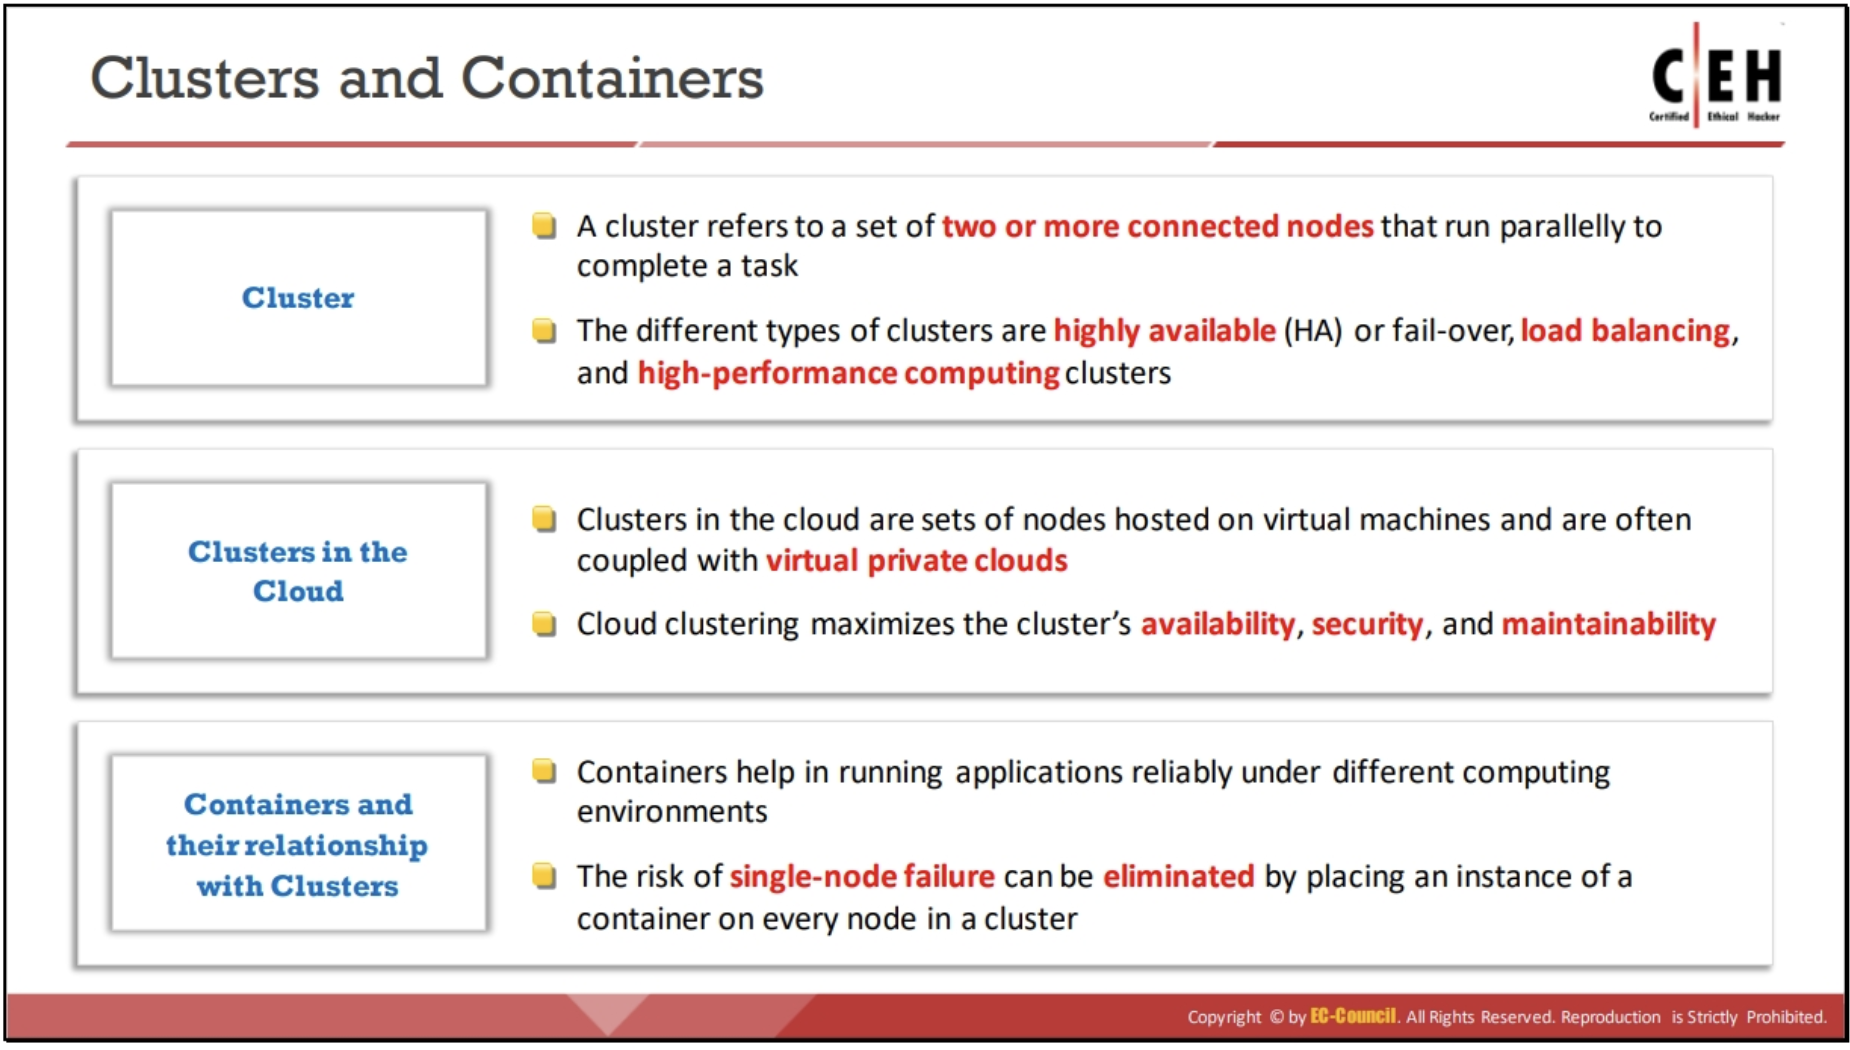 Clusters and Containers
C|EH
Certified Ethical Hacker
Cluster
A cluster refers to a set of two or more connected nodes that run parallelly to
complete a task
The different types of clusters are highly available (HA) or fail-over, load balancing,
and high-performance computing clusters
Clusters in the
Cloud
Clusters in the cloud are sets of nodes hosted on virtual machines and are often
coupled with virtual private clouds
Cloud clustering maximizes the cluster’s availability, security, and maintainability
Containers and
their relationship
with Clusters
Containers help in running applications reliably under different computing
environments
The risk of single-node failure can be eliminated by placing an instance of a
container on every node in a cluster
Copyright © by EC-Council. All Rights Reserved. Reproduction is Strictly Prohibited.